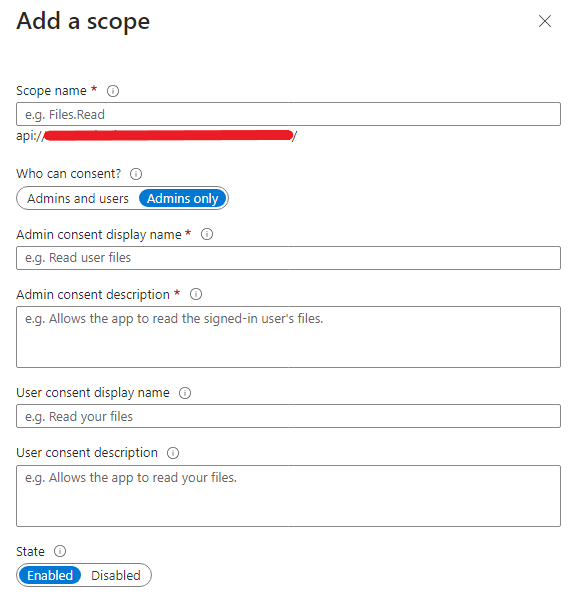 Add a scope
Scope name *
e.g. Files.Read
api://
/
Who can consent?
Admins and users Admins only
Admin consent display name *
e.g. Read user files
Admin consent description *
e.g. Allows the app to read the signed-in user's files.
User consent display name
e.g. Read your files
User consent description
e.g. Allows the app to read your files.
State
Enabled Disabled